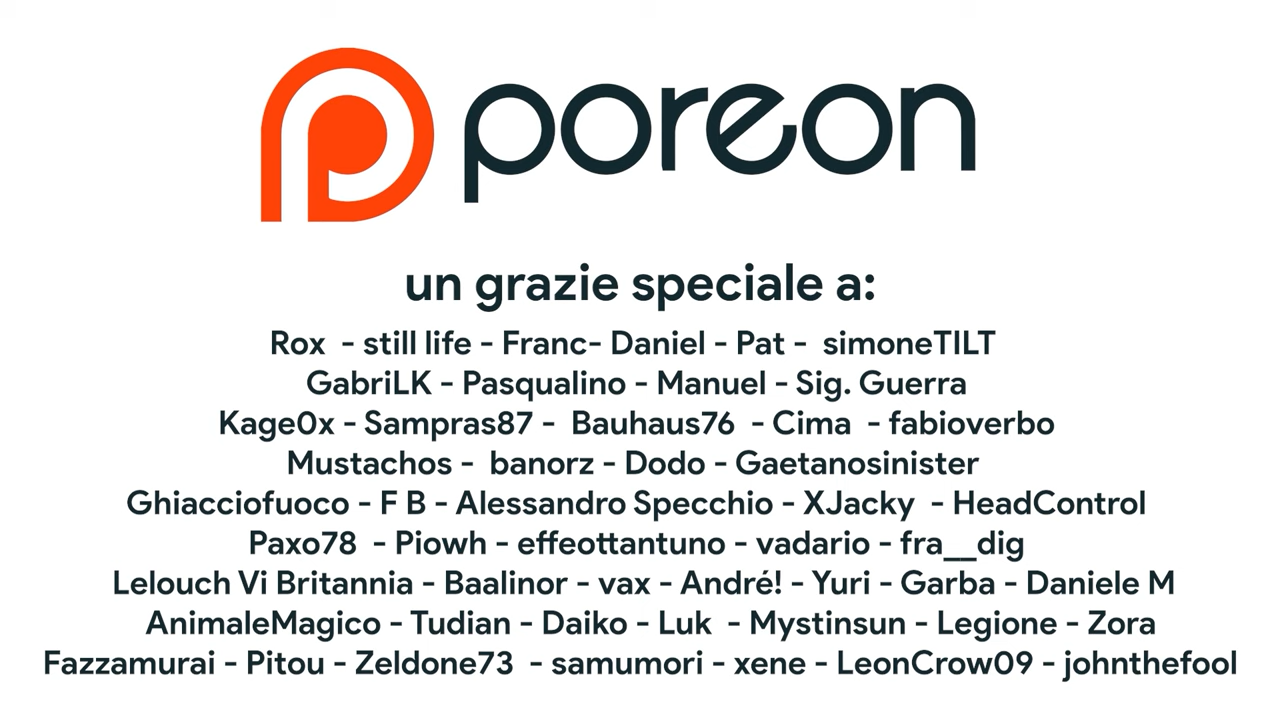 poreon
un grazie speciale a:
Rox - still life - Franc- Daniel - Pat - simoneTILT
GabriLK - Pasqualino - Manuel - Sig. Guerra
Kage0x - Sampras87 - Bauhaus76 - Cima - fabioverbo
Mustachos - banorz - Dodo - Gaetanosinister
Ghiacciofuoco - F B - Alessandro Specchio - XJacky - HeadControl
Paxo78 - Piowh - effeottantuno - vadario - fra__dig
Lelouch Vi Britannia - Baalinor - vax - André! - Yuri - Garba - Daniele M
AnimaleMagico - Tudian - Daiko - Luk - Mystinsun - Legione - Zora
Fazzamurai - Pitou - Zeldone73 - samumori - xene - LeonCrow09 - johnthefool